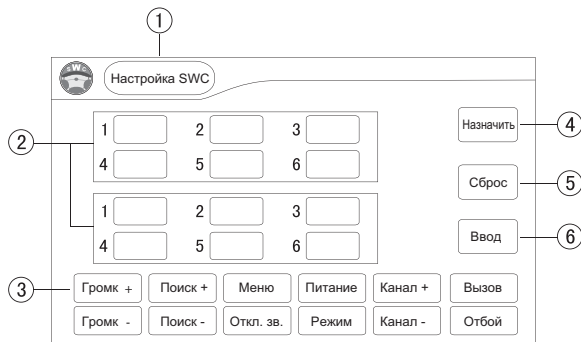 1
SWC
Настройка SWC
1 2 3
Назначить 4
2
4 5 6
Сброс 5
1 2 3
Ввод 6
4 5 6
3 Громк + Поиск + Меню Питание Канал + Вызов
Громк - Поиск - Откл. зв. Режим Канал - Отбой